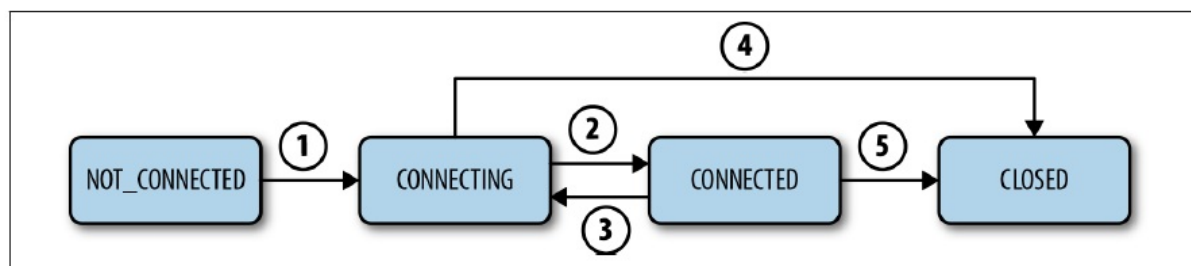 4
1
2
5
NOT_CONNECTED
CONNECTING
CONNECTED
CLOSED
3